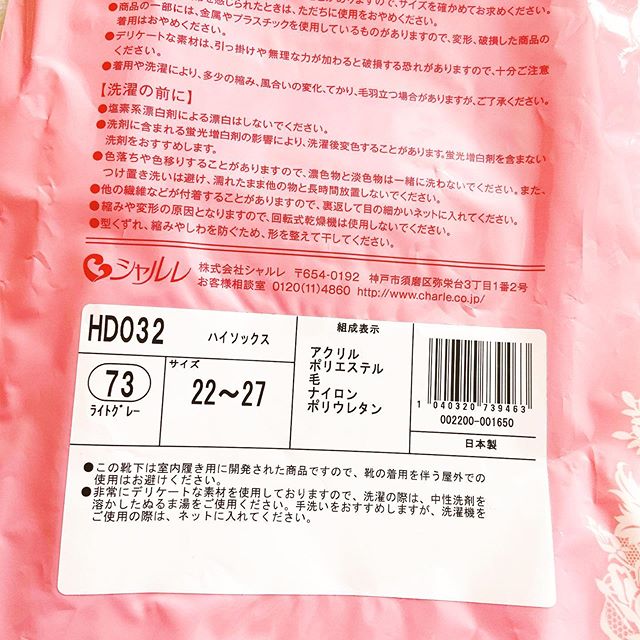 ●商品の一部には、金属やプラスチックを使用しているものがありますので、変形、破損した商品の
着用はおやめください。
●デリケートな素材は、引っ掛けや無理な力が加わると破損する恐れがありますので、十分ご注意
ください。
●着用や洗濯により、多少の縮み、風合いの変化、てかり、毛羽立つ場合がありますが、ご了承ください。
【洗濯の前に】
●塩素系漂白剤による漂白はしないでください。
●洗剤に含まれる蛍光増白剤の影響により、洗濯後変色することがあります。蛍光増白剤を含まない
洗剤をおすすめします。
●色落ちや色移りすることがありますので、濃色物と淡色物は一緒に洗わないでください。また、
つけ置き洗いは避け、濡れたまま他の物と長時間放置しないでください。
●他の繊維などが付着することがありますので、裏返して目の細かいネットに入れてください。
●縮みや変形の原因となりますので、回転式乾燥機は使用しないでください。
●型くずれ、縮みやしわを防ぐため、形を整えて干してください。
シャルレ 株式会社シャルレ 〒654-0192 神戸市須磨区弥栄台3丁目1番2号
お客様相談室 0120(11)4860 http://www.charle.co.jp/
HD032 ハイソックス
73
ライトグレー
サイズ
22～27
組成表示
アクリル
ポリエステル
毛
ナイロン
ポリウレタン
1 040320 739463
002200-001650
日本製
●この靴下は室内履き用に開発された商品ですので、靴の着用を伴う屋外での
使用はお避けください。
●非常にデリケートな素材を使用しておりますので、洗濯の際は、中性洗剤を
溶かしたぬるま湯をご使用ください。手洗いをおすすめしますが、洗濯機を
ご使用の際は、ネットに入れてください。